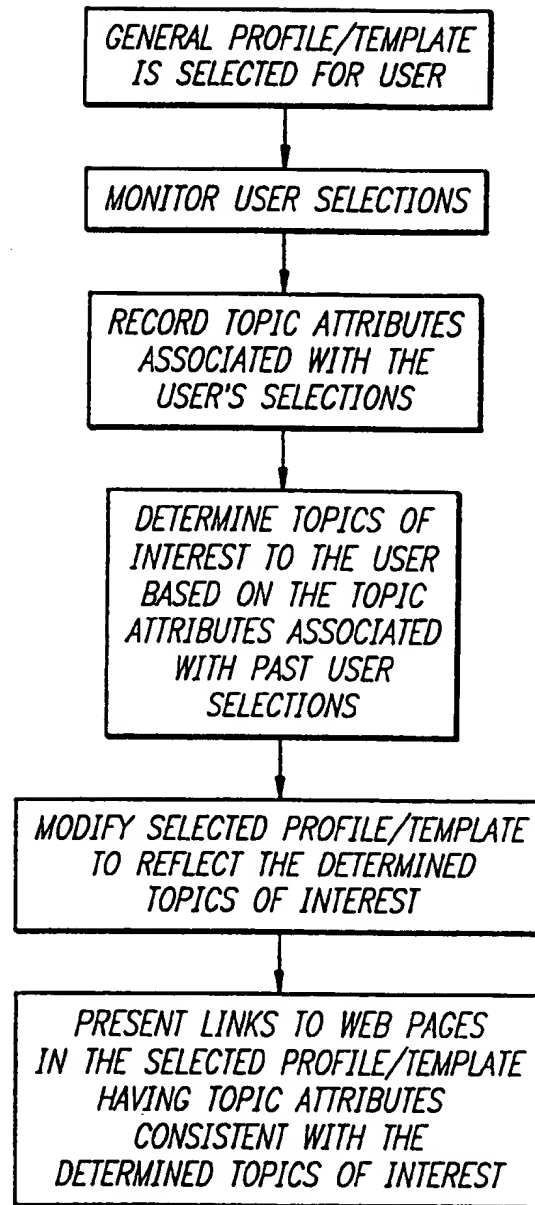 GENERAL PROFILE/TEMPLATE
IS SELECTED FOR USER
MONITOR USER SELECTIONS
RECORD TOPIC ATTRIBUTES
ASSOCIATED WITH THE
USER'S SELECTIONS
DETERMINE TOPICS OF
INTEREST TO THE USER
BASED ON THE TOPIC
ATTRIBUTES ASSOCIATED
WITH PAST USER
SELECTIONS
MODIFY SELECTED PROFILE/TEMPLATE
TO REFLECT THE DETERMINED
TOPICS OF INTEREST
PRESENT LINKS TO WEB PAGES
IN THE SELECTED PROFILE/TEMPLATE
HAVING TOPIC ATTRIBUTES
CONSISTENT WITH THE
DETERMINED TOPICS OF INTEREST